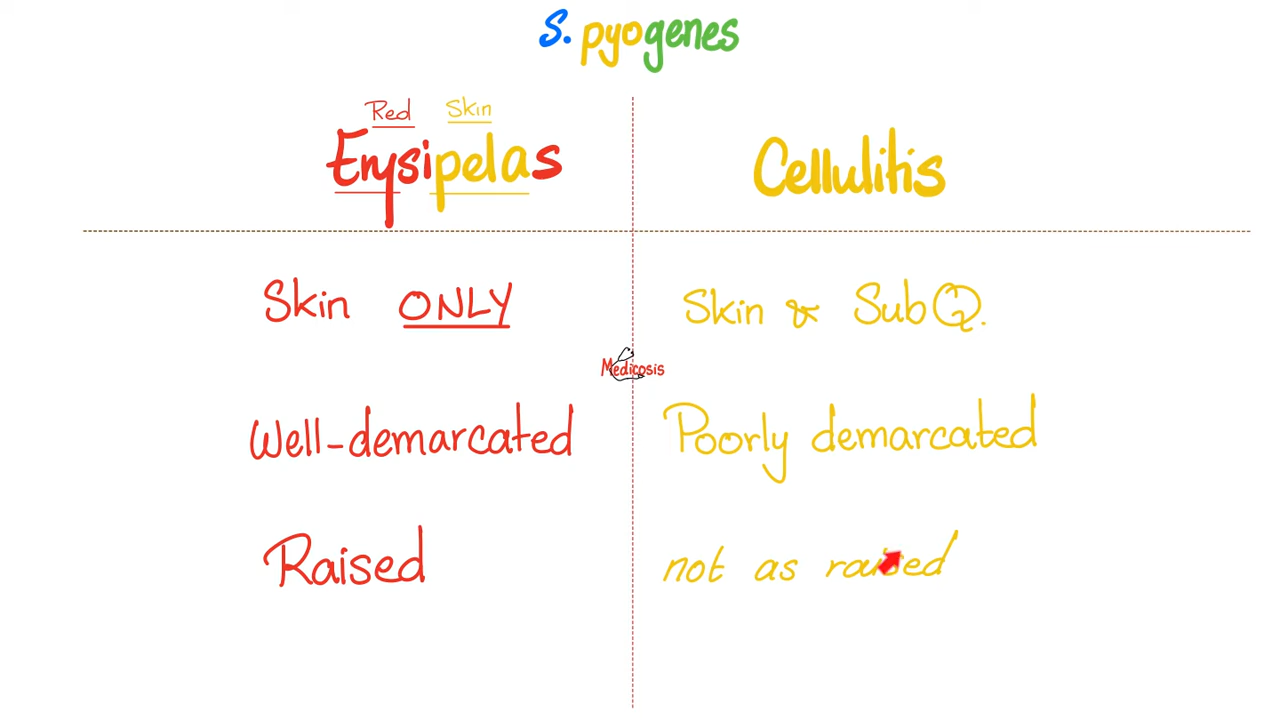 S. pyogenes
Red Skin
Erysipelas
Cellulitis
Skin ONLY
Skin & SubQ.
Medicosis
Well-demarcated
Poorly demarcated
Raised
not as raised